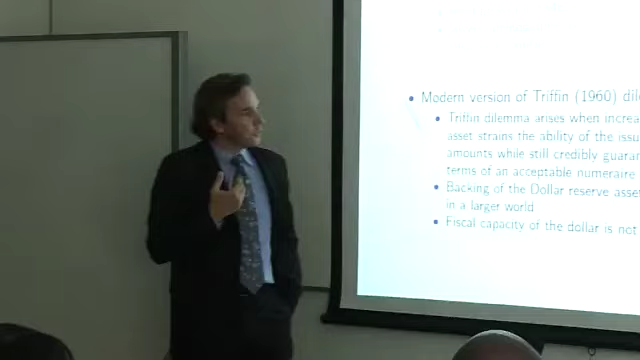 Modern version of Triffin (1960) dil
Triffin dilemma arises when increa
asset strains the ability of the issu
amounts while still credibly guaran
terms of an acceptable numeraire
Backing of the Dollar reserve asset
in a larger world
Fiscal capacity of the dollar is not